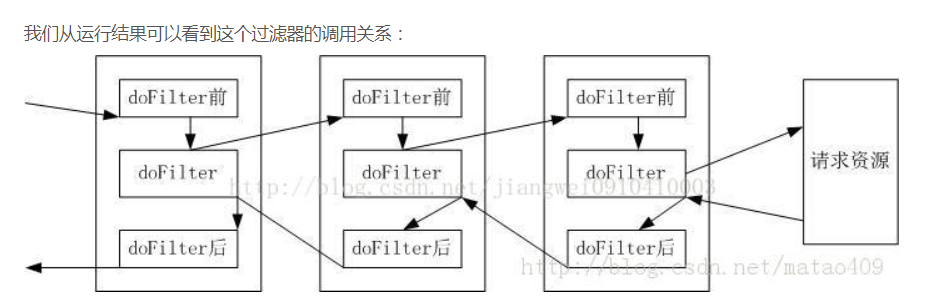 我们从运行结果可以看到这个过滤器的调用关系：
doFilter前 doFilter前 doFilter前
doFilter doFilter doFilter 请求资源
http://blog.csdn.net/jiangwei0910410003
doFilter后 doFilter后 doFilter后
http://blog.csdn.net/matao409